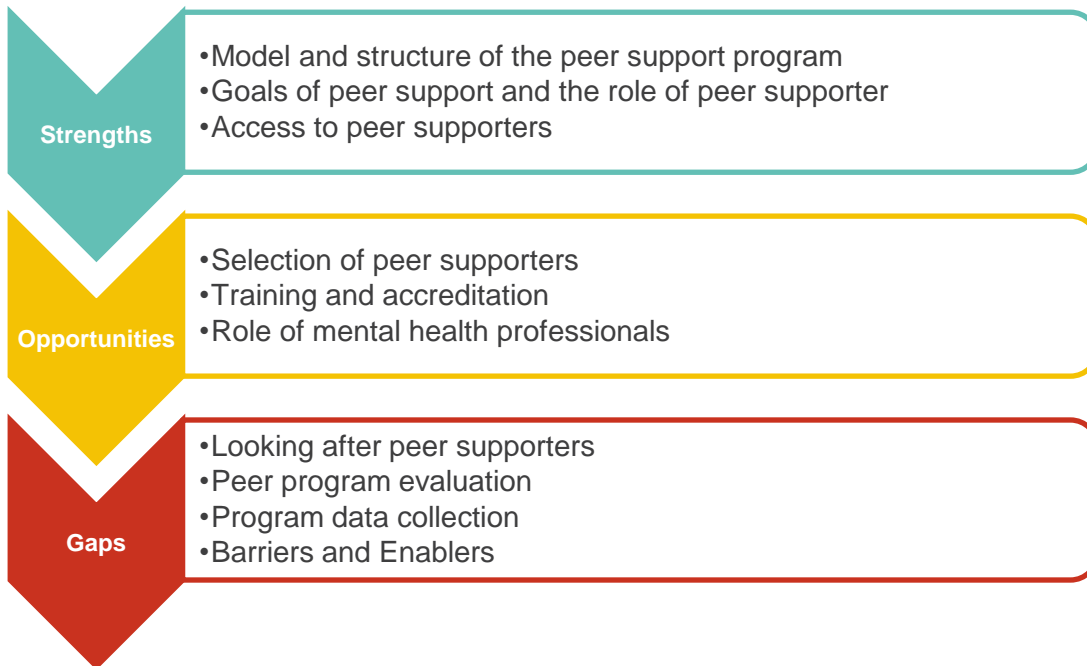 Strengths
•Model and structure of the peer support program
•Goals of peer support and the role of peer supporter
•Access to peer supporters
Opportunities
•Selection of peer supporters
•Training and accreditation
•Role of mental health professionals
Gaps
•Looking after peer supporters
•Peer program evaluation
•Program data collection
•Barriers and Enablers